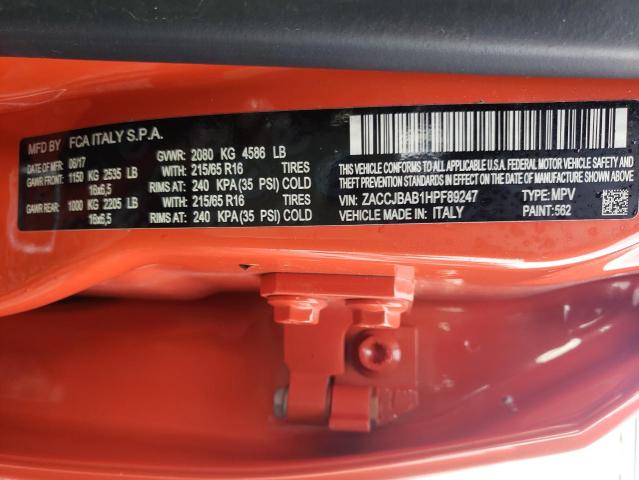 MFD BY FCA ITALY S.P.A.
DATE OF MFR 06/17 GVWR: 2080 KG 4586 LB
GAWR FRONT: 1150 KG 2535 LB WITH: 215/65 R16 TIRES
16x6,5 RIMS AT: 240 KPA (35 PSI) COLD
GAWR REAR: 1000 KG 2205 LB WITH: 215/65 R16 TIRES
16x6,5 RIMS AT: 240 KPA (35 PSI) COLD
THIS VEHICLE CONFORMS TO ALL APPLICABLE U.S.A. FEDERAL MOTOR VEHICLE SAFETY AND
THEFT PREVENTION STANDARDS IN EFFECT ON THE DATE OF MANUFACTURE SHOWN ABOVE
VIN: ZACCJBAB1HPF89247 TYPE: MPV
VEHICLE MADE IN: ITALY PAINT: 562